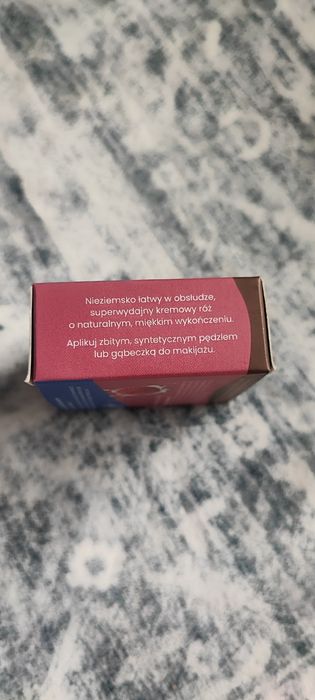 Nieziemsko łatwy w obsłudze,
superwydajny kremowy róż
o naturalnym, miękkim wykończeniu.
Aplikuj zbitym, syntetycznym pędzlem
lub gąbeczką do makijażu.